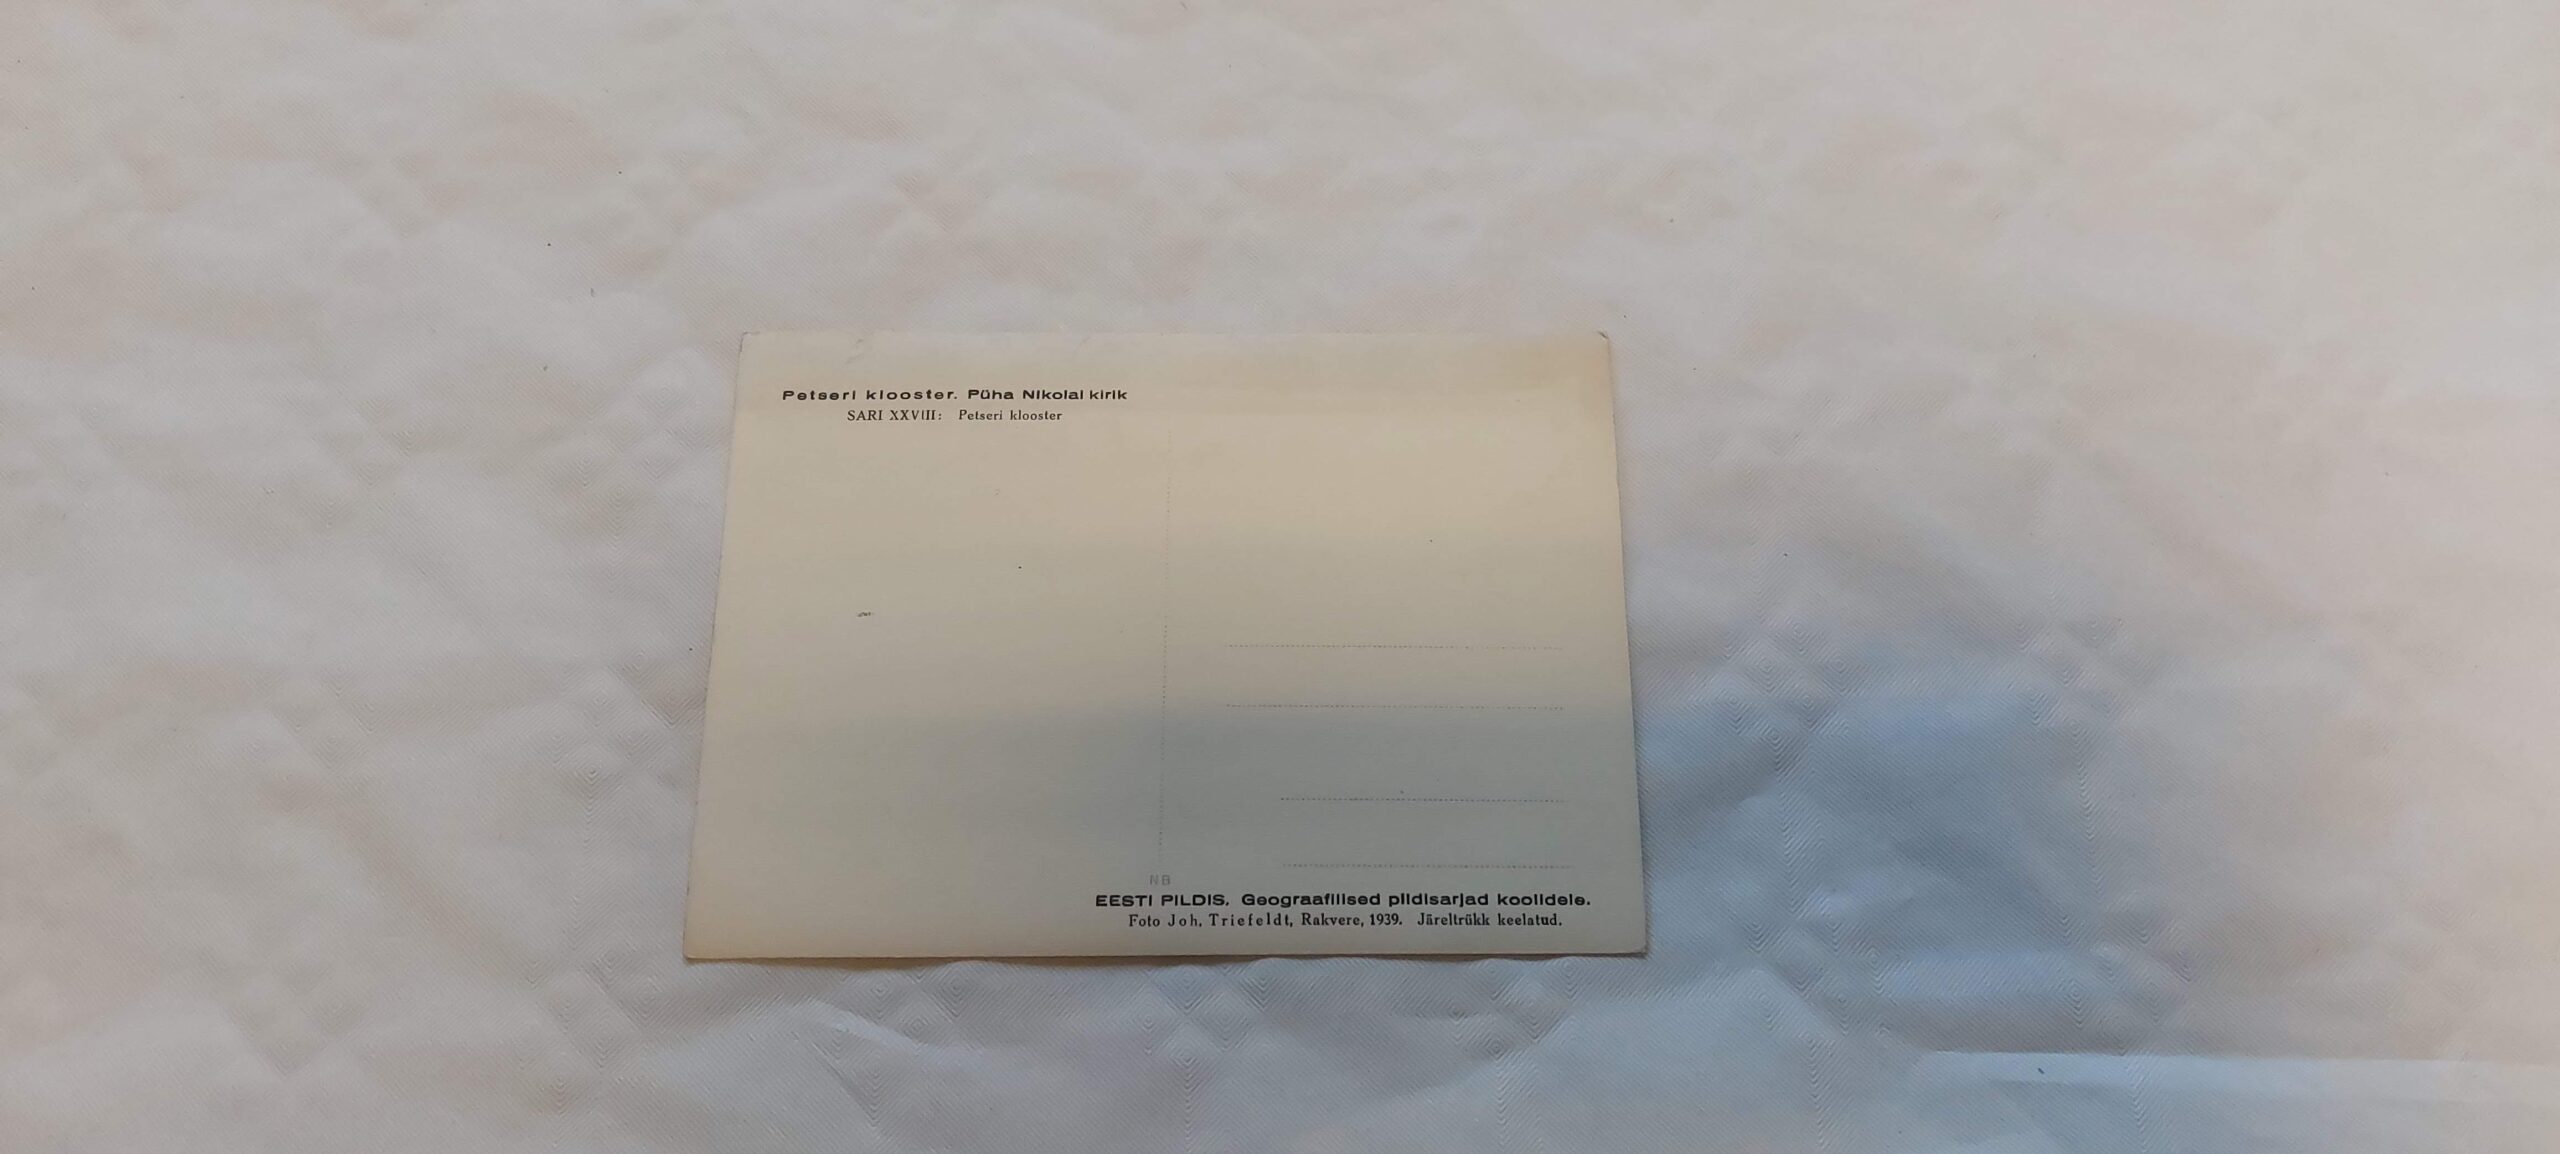 Petseri klooster. Püha Nikolai kirik
SARI XXVIII: Petseri klooster
NB
EESTI PILDIS. Geograafilised pildisarjad koolidele.
Foto Joh. Triefeldt, Rakvere, 1939. Järeltrükk keelatud.